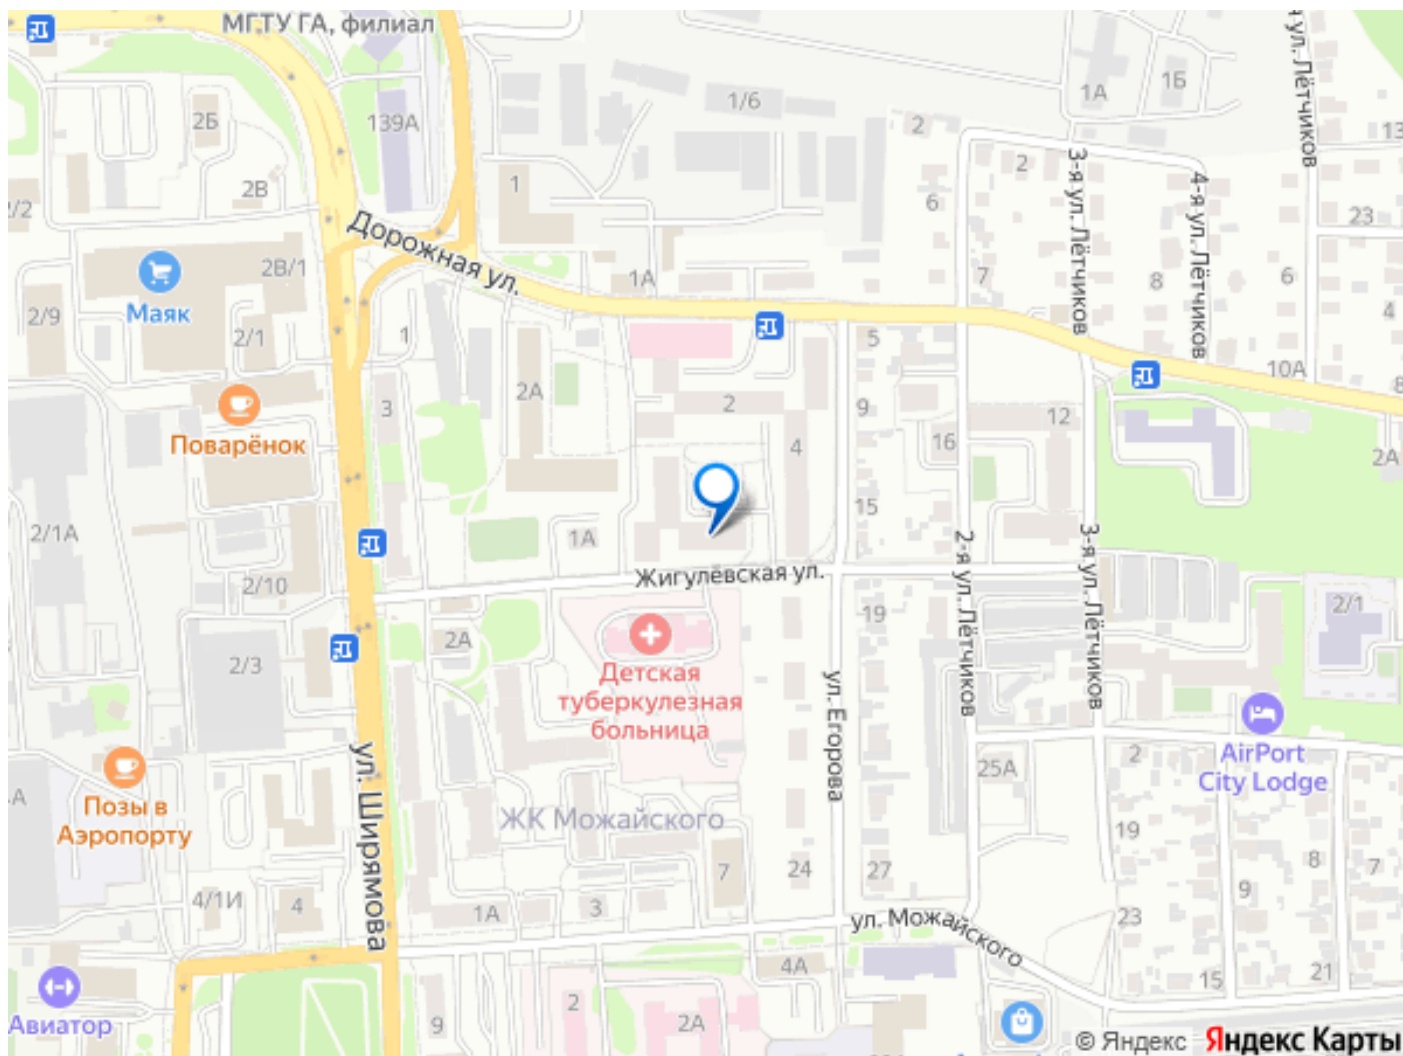 МГТУ ГА, филиал
2Б
139А
1/6
1А
1Б
2
2
13
3-я ул. Лётчиков
4-я ул. Лётчиков
ул. Лётчиков
2В
1
6
23
2/2
Дорожная ул.
2В/1
1А
7
8
6
Маяк
2/9
2/1
1
5
4
10А
8
2А
3
2
9
12
Поварёнок
16
4
2А
15
2/1А
1А
2-я ул. Лётчиков
3-я ул. Лётчиков
Жигулёвская ул.
2/10
2/1
19
2А
2/3
Детская
туберкулезная
больница
ул. Егорова
AirPort
City Lodge
ул. Ширямова
25А
2
Позы в
Аэропорту
ЖК Можайского
19
8
7
7
24
27
9
4/1И
4
1А
3
ул. Можайского
23
4А
15
21
Авиатор
9
2
2А
© Яндекс Яндекс Карты